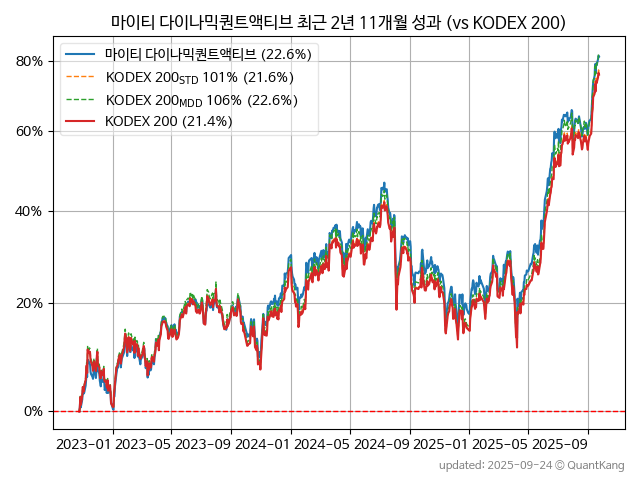 마이티 다이나믹퀀트액티브 최근 2년 11개월 성과 (vs KODEX 200)
마이티 다이나믹퀀트액티브 (22.6%)
KODEX 200STD 101% (21.6%)
KODEX 200MDD 106% (22.6%)
KODEX 200 (21.4%)
80%
60%
40%
20%
0%
2023-01 2023-05 2023-09 2024-01 2024-05 2024-09 2025-01 2025-05 2025-09
updated: 2025-09-24 © QuantKang